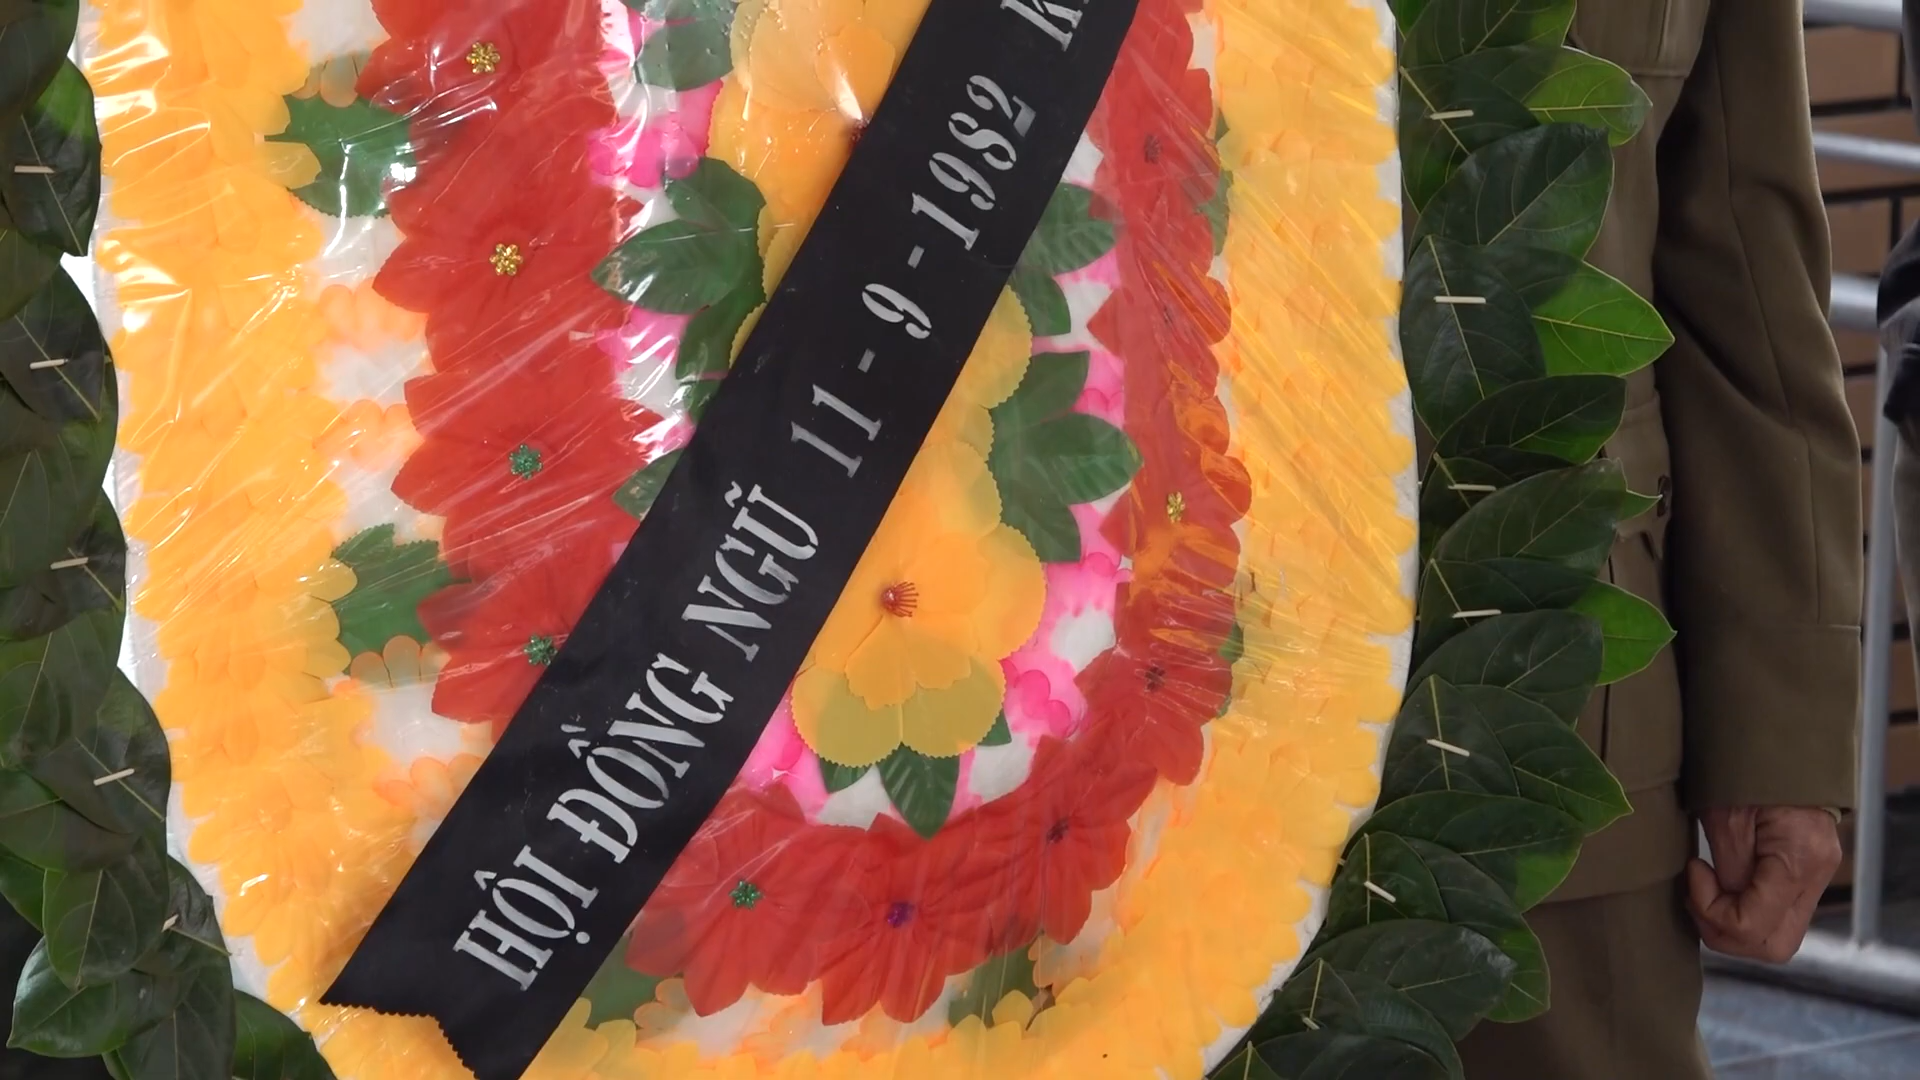 HỘI ĐỒNG NGŨ 11 - 9 - 1982